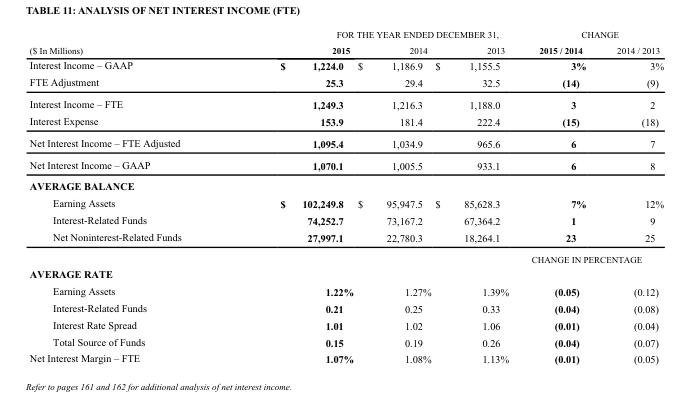 TABLE 11: ANALYSIS OF NET INTEREST INCOME (FTE)
FOR THE YEAR ENDED DECEMBER 31, CHANGE
($ In Millions) 2015 2014 2013 2015 / 2014 2014 / 2013
Interest Income – GAAP $ 1,224.0 $ 1,186.9 $ 1,155.5 3% 3%
FTE Adjustment 25.3 29.4 32.5 (14) (9)
Interest Income – FTE 1,249.3 1,216.3 1,188.0 3 2
Interest Expense 153.9 181.4 222.4 (15) (18)
Net Interest Income – FTE Adjusted 1,095.4 1,034.9 965.6 6 7
Net Interest Income – GAAP 1,070.1 1,005.5 933.1 6 8
AVERAGE BALANCE
Earning Assets $ 102,249.8 $ 95,947.5 $ 85,628.3 7% 12%
Interest-Related Funds 74,252.7 73,167.2 67,364.2 1 9
Net Noninterest-Related Funds 27,997.1 22,780.3 18,264.1 23 25
CHANGE IN PERCENTAGE
AVERAGE RATE
Earning Assets 1.22% 1.27% 1.39% (0.05) (0.12)
Interest-Related Funds 0.21 0.25 0.33 (0.04) (0.08)
Interest Rate Spread 1.01 1.02 1.06 (0.01) (0.04)
Total Source of Funds 0.15 0.19 0.26 (0.04) (0.07)
Net Interest Margin – FTE 1.07% 1.08% 1.13% (0.01) (0.05)
Refer to pages 161 and 162 for additional analysis of net interest income.